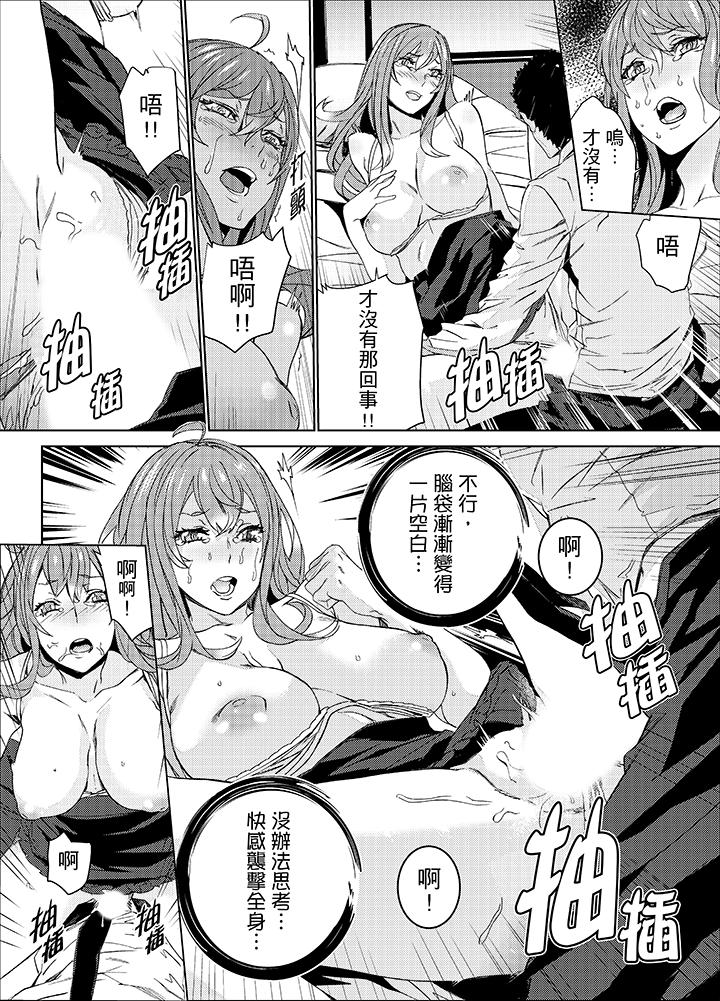 嗚…
才沒有…
唔
才沒有那回事!!
抽插
打顫
唔啊!!
唔!!
抽插
抽插
啊!
不行，
腦袋漸漸變得
一片空白…
抽插
抽插
啊!
沒辦法思考…
快感襲擊全身…
啊啊!
啊
抽插
抽插